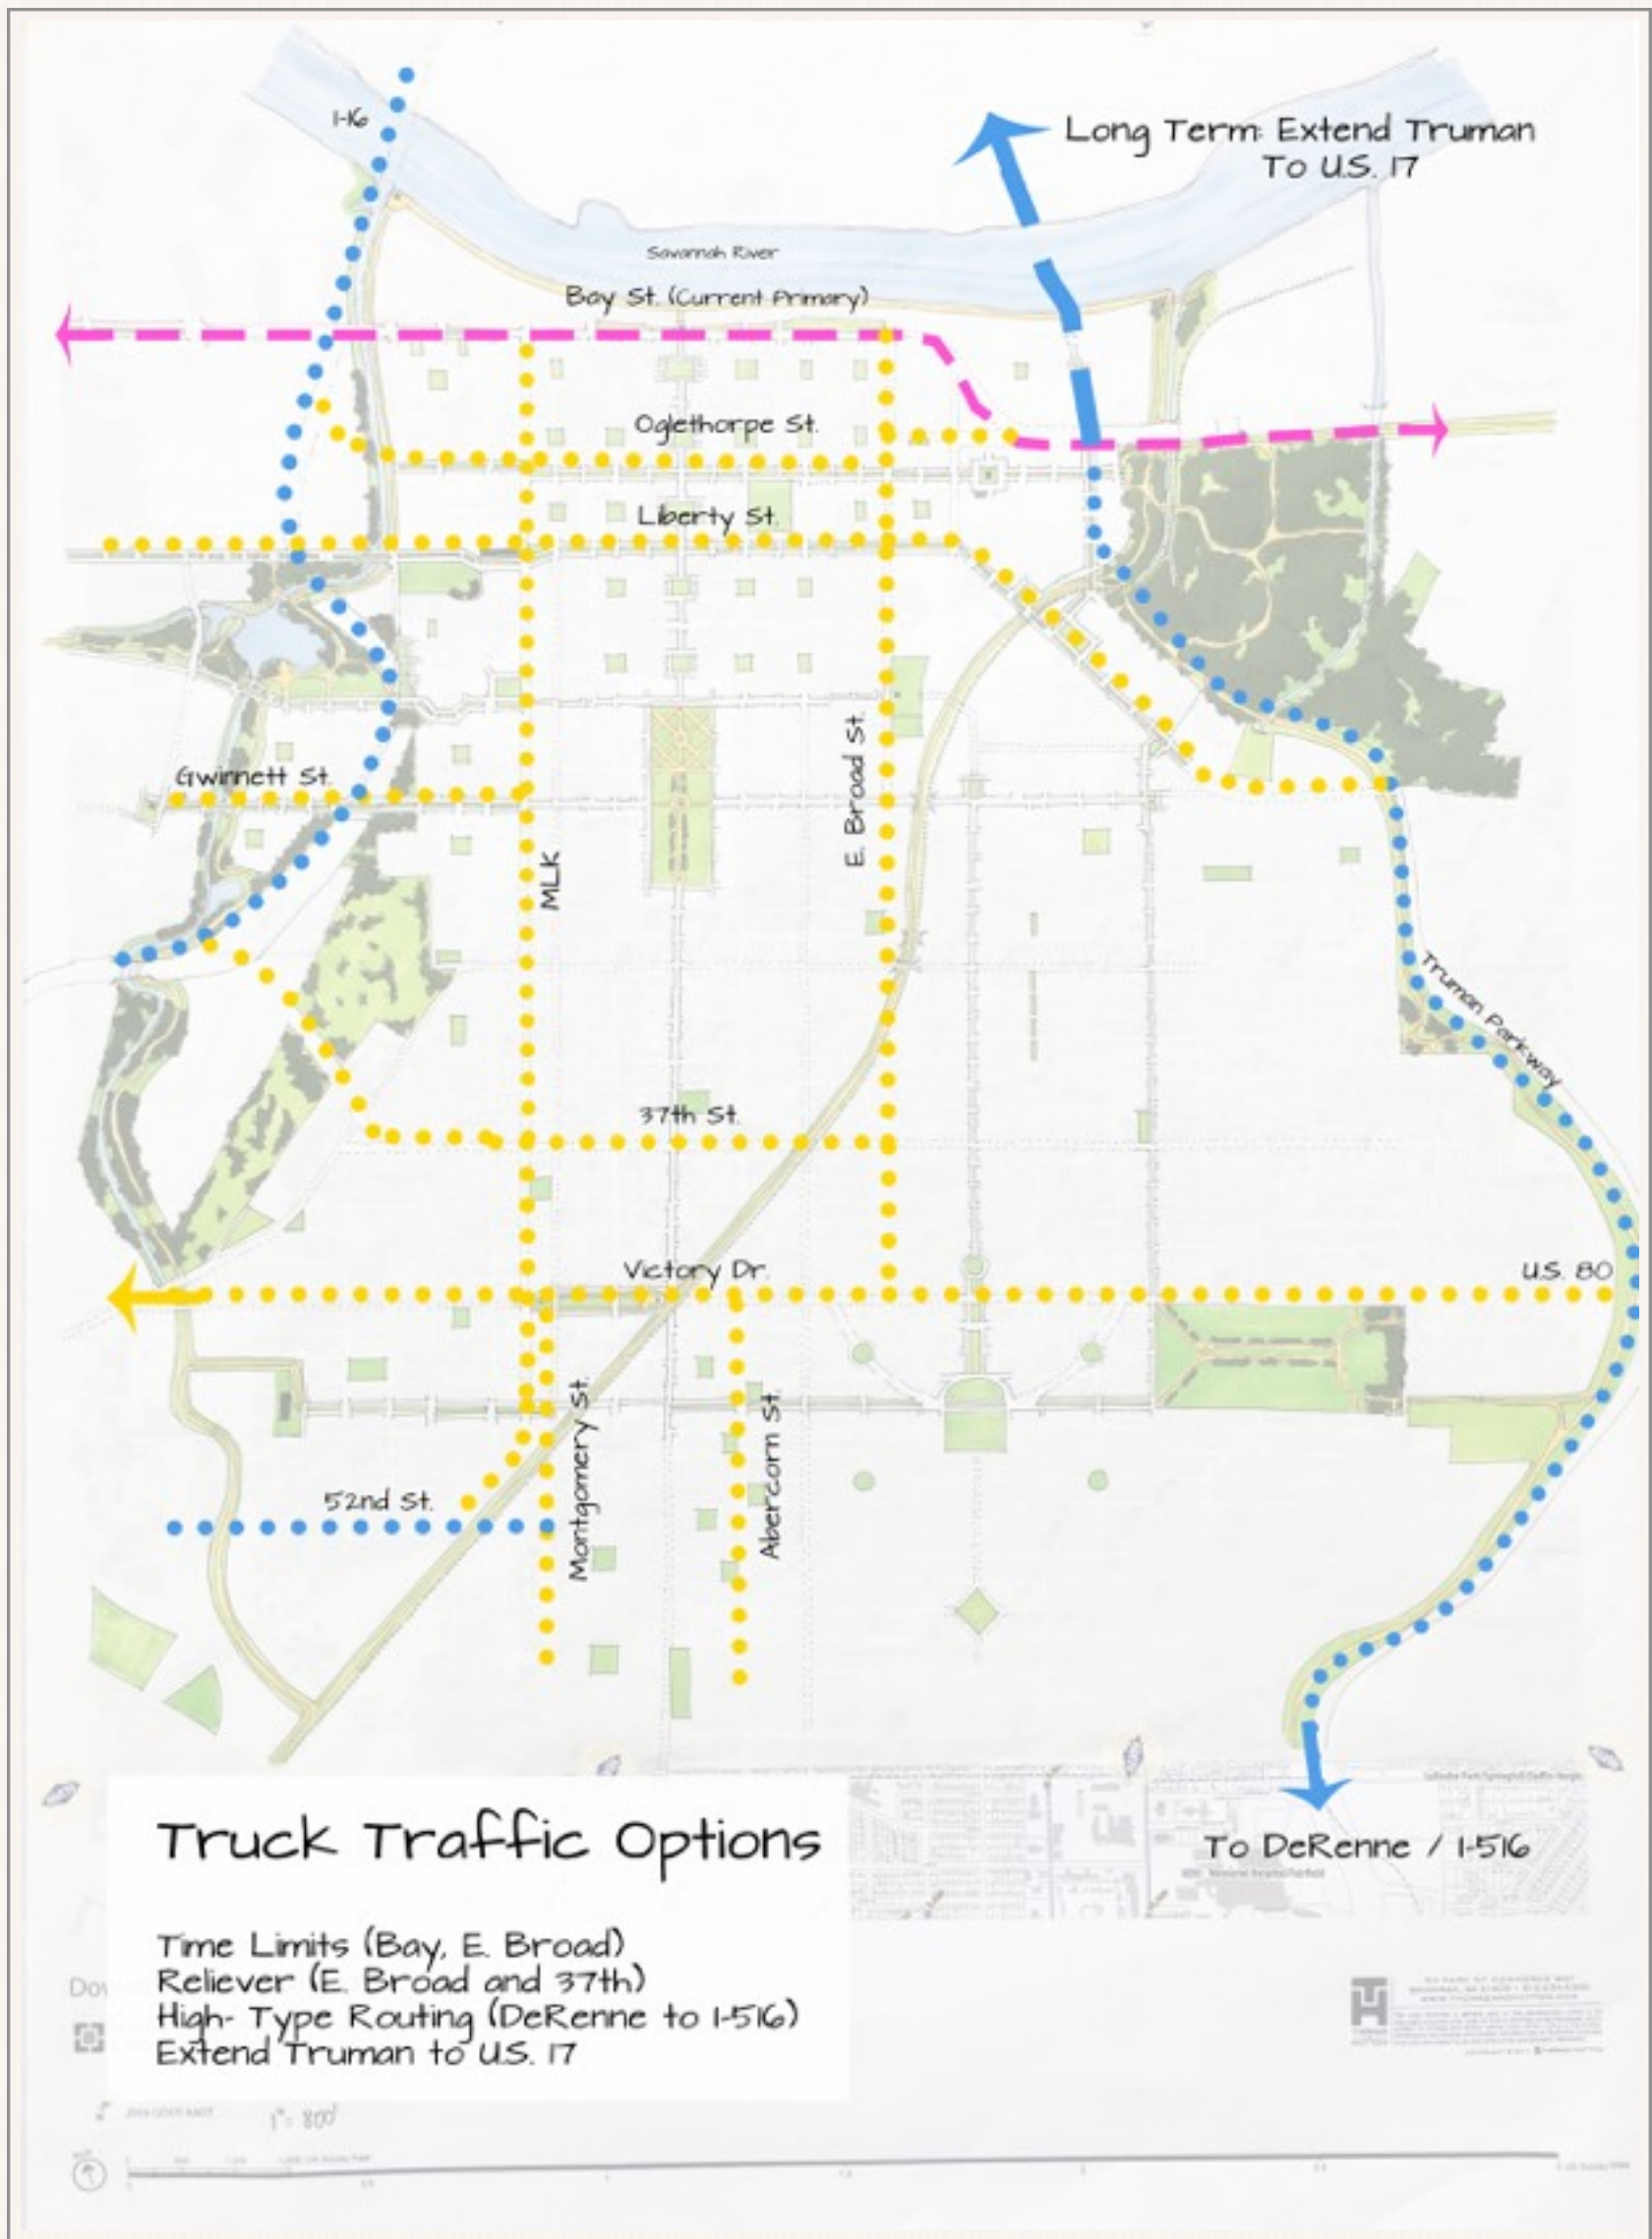 I-16
Long Term: Extend Truman
To U.S. 17
Savannah River
Bay St. (Current Primary)
Oglethorpe St.
Liberty St.
Gwinnett St.
E. Broad St.
MLK
Truman Parkway
37th St.
Victory Dr.
U.S. 80
Montgomery St.
Abercorn St.
52nd St.
Truck Traffic Options
To DeRenne / I-516
Time Limits (Bay, E. Broad)
Reliever (E. Broad and 37th)
High- Type Routing (DeRenne to I-516)
Extend Truman to U.S. 17
1" = 800'